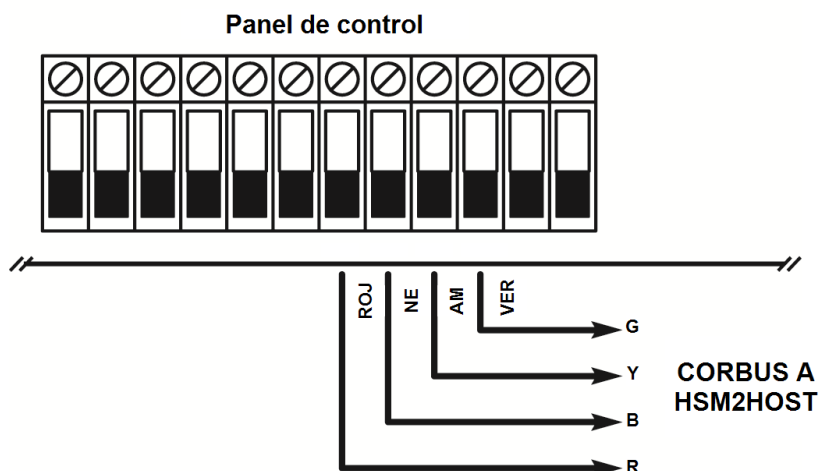 Panel de control
ROJ
NE
AM
VER
G
Y
B
R
CORBUS A
HSM2HOST